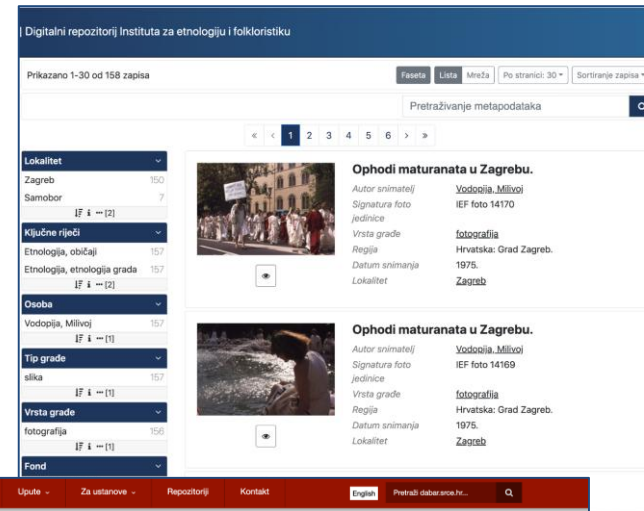 | Digitalni repozitorij Instituta za etnologiju i folkloristiku
Prikazano 1-30 od 158 zapisa
Faseta Lista Mreža Po stranici: 30 Sortiranje zapisa
Pretraživanje metapodataka
« < 1 2 3 4 5 6 > »
Lokalitet
Zagreb 150
Samobor 7
[2]
Ključne riječi
Etnologija, običaji 157
Etnologija, etnologija grada 157
[2]
Osoba
Vodopija, Milivoj 157
[1]
Tip građe
slika 157
[1]
Vrsta građe
fotografija 156
[1]
Fond
Ophodi maturanata u Zagrebu.
Autor snimatelj Vodopija, Milivoj
Signatura foto jedinice IEF foto 14170
Vrsta građe fotografija
Regija Hrvatska: Grad Zagreb.
Datum snimanja 1975.
Lokalitet Zagreb
Ophodi maturanata u Zagrebu.
Autor snimatelj Vodopija, Milivoj
Signatura foto jedinice IEF foto 14169
Vrsta građe fotografija
Regija Hrvatska: Grad Zagreb.
Datum snimanja 1975.
Lokalitet Zagreb
Upute Za ustanove Repozitoriji Kontakt English Pretraži dabar.srce.hr...